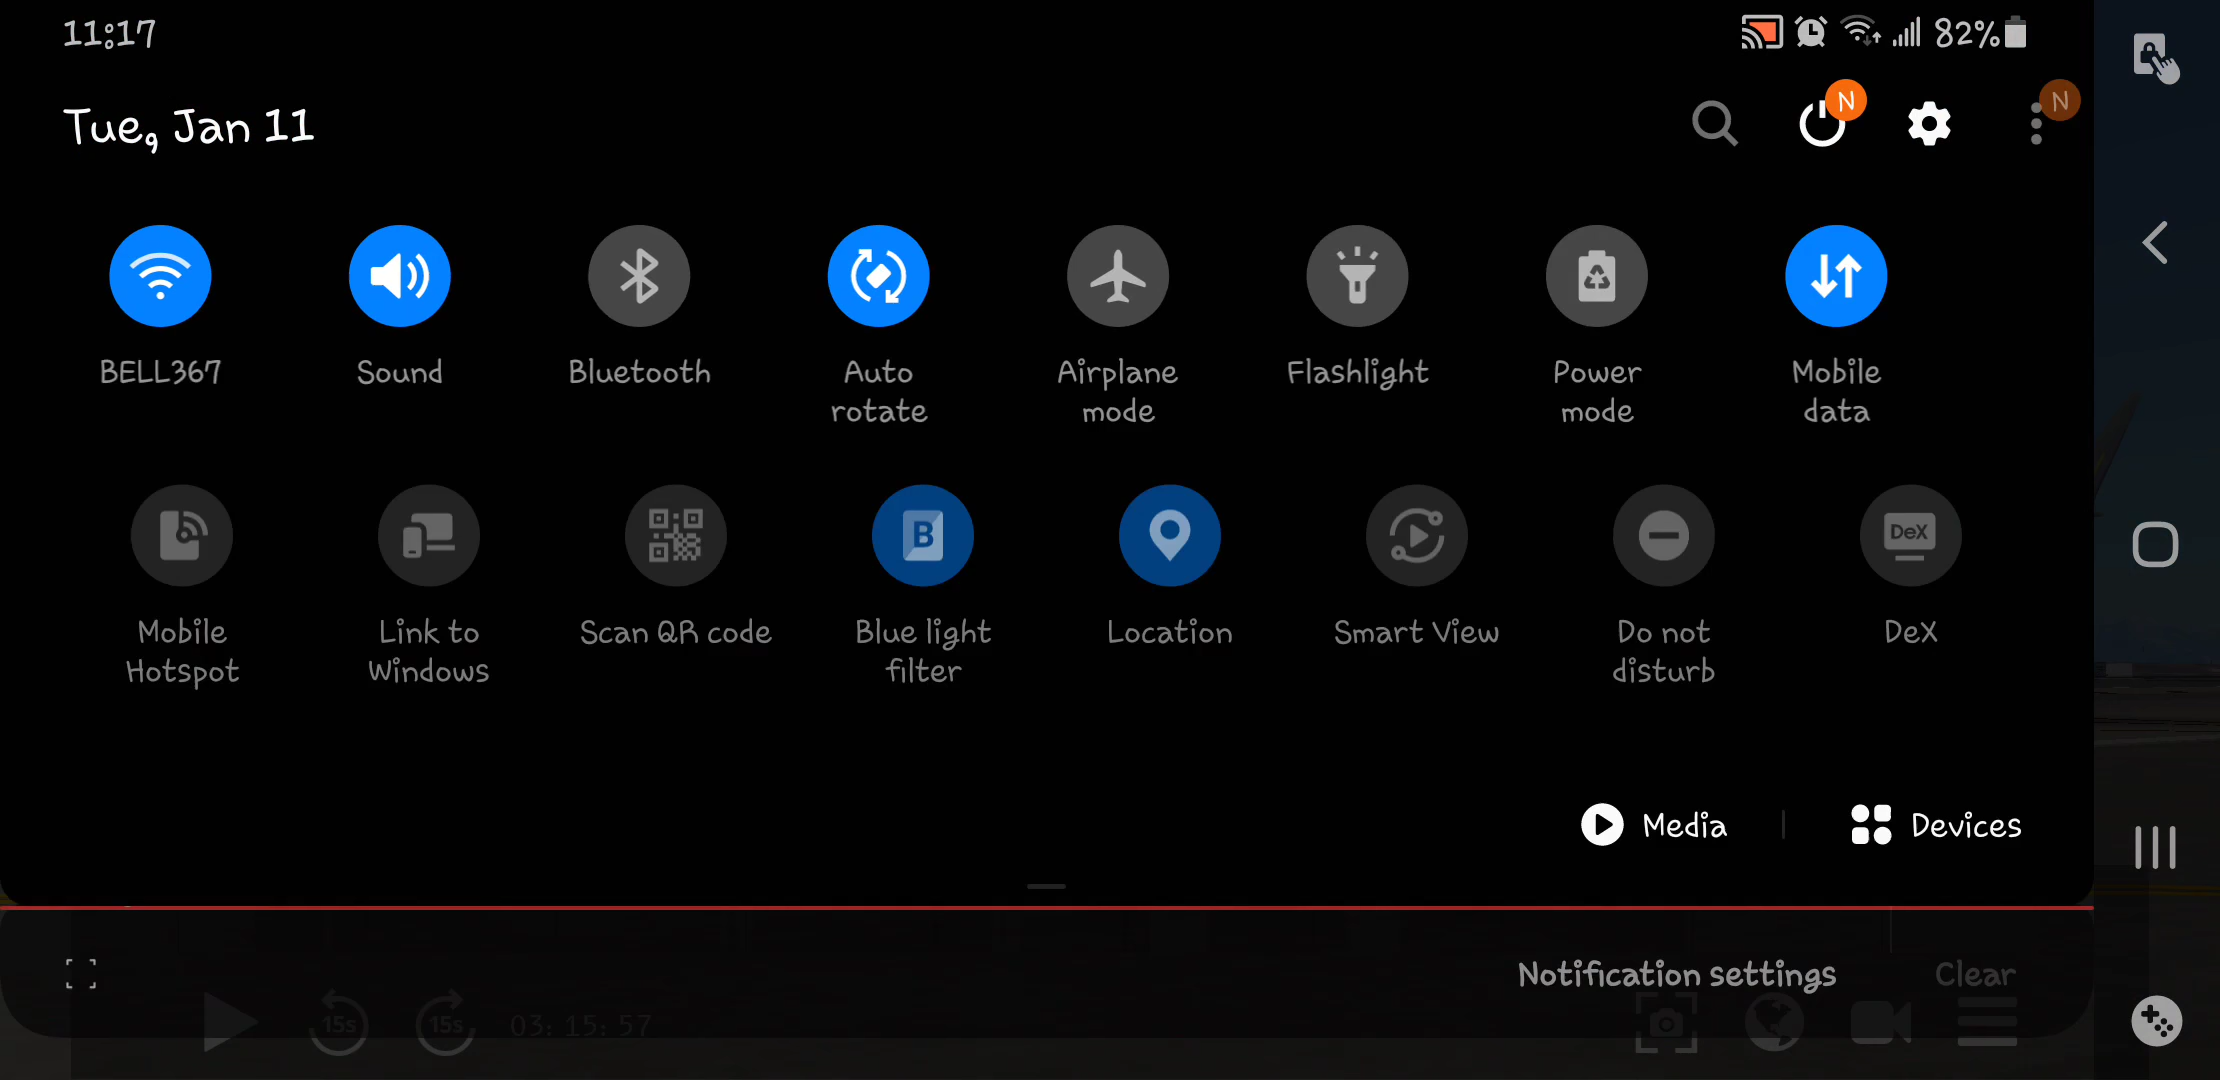 11:17
82%
Tue, Jan 11
N
N
BELL367
Sound
Bluetooth
Auto
rotate
Airplane
mode
Flashlight
Power
mode
Mobile
data
B
DeX
Mobile
Hotspot
Link to
Windows
Scan QR code
Blue light
filter
Location
Smart View
Do not
disturb
DeX
Media
Devices
Notification settings
Clear
15s
15s
03: 15: 57